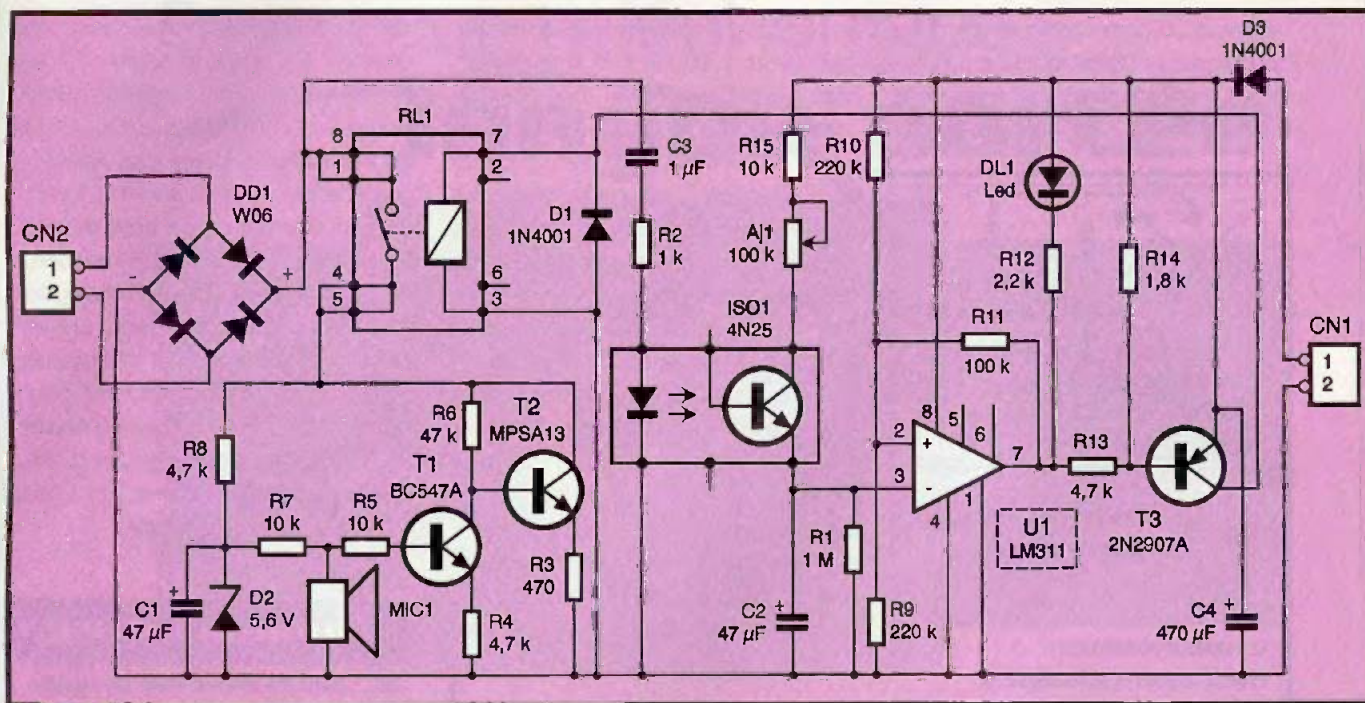 D3
1N4001
RL1
8
1
7
2
4
5
6
3
DD1
W06
CN2
1
2
-
+
D1
1N4001
C3
1 µF
R2
1 k
R15
10 k
R10
220 k
Aj1
100 k
DL1
Led
R12
2,2 k
R14
1,8 k
ISO1
4N25
R11
100 k
CN1
1
2
R8
4,7 k
R6
47 k
T2
MPSA13
T1
BC547A
R7
10 k
R5
10 k
2
+
3
-
8
5
6
7
4
1
R13
4,7 k
T3
2N2907A
U1
LM311
R3
470
R1
1 M
+
C1
47 µF
D2
5,6 V
MIC1
R4
4,7 k
+
C2
47 µF
R9
220 k
+
C4
470 µF